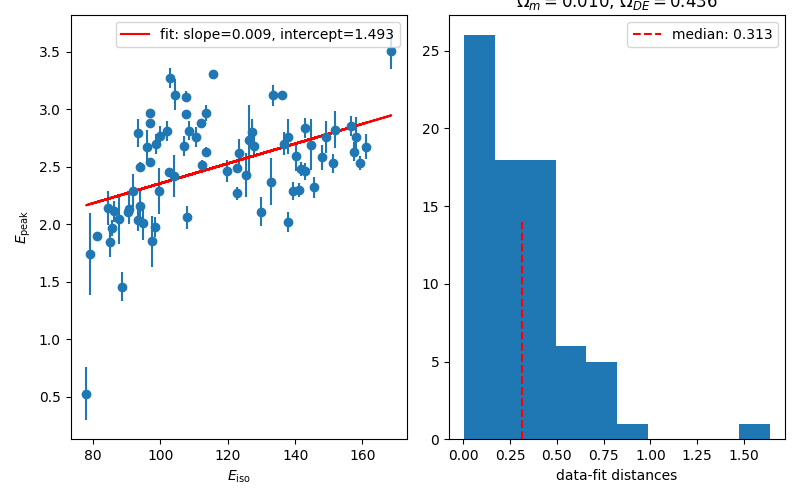 Ω_m = 0.010, Ω_DE = 0.436
fit: slope=0.009, intercept=1.493
median: 0.313
3.5
3.0
2.5
2.0
1.5
1.0
0.5
E_peak
80 100 120 140 160
E_iso
25
20
15
10
5
0
0.00 0.25 0.50 0.75 1.00 1.25 1.50
data-fit distances